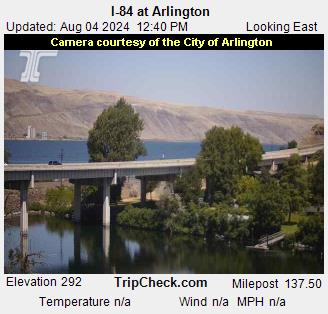 I-84 at Arlington
Updated: Aug 04 2024 12:40 PM Looking East
Camera courtesy of the City of Arlington
Elevation 292 TripCheck.com Milepost 137.50
Temperature n/a Wind n/a MPH n/a